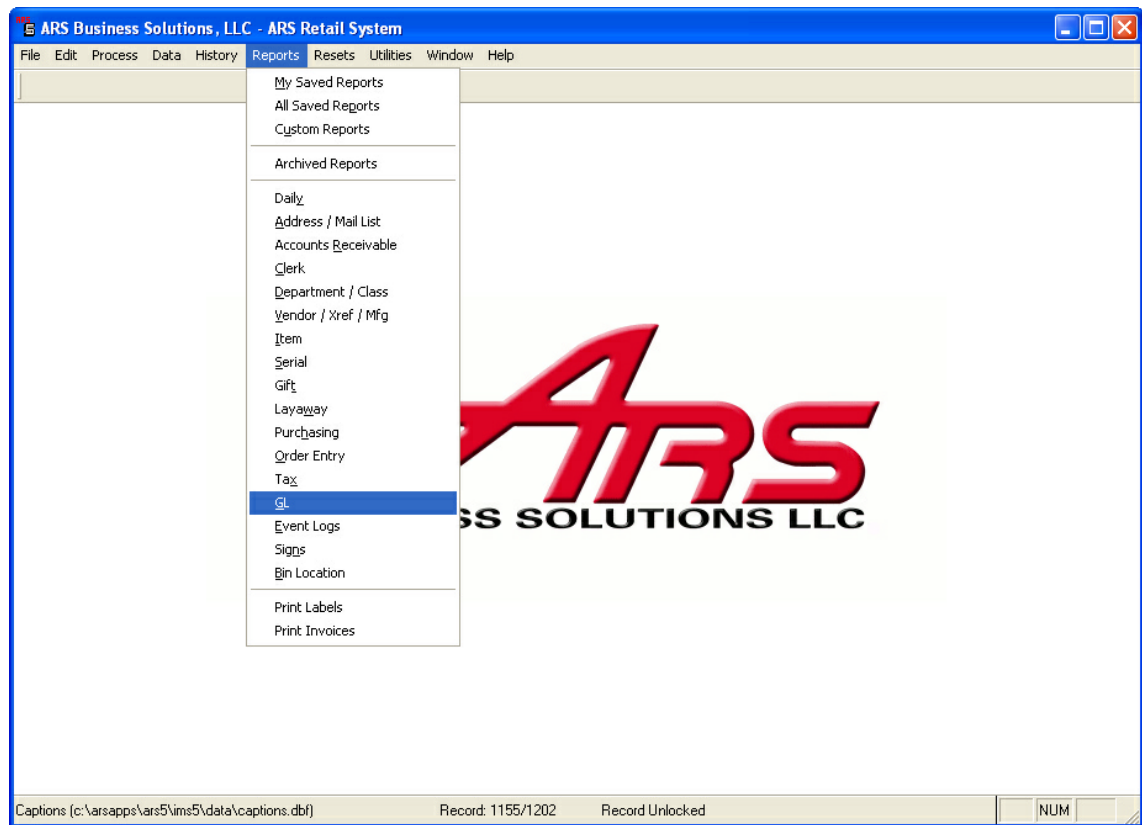 ARS Business Solutions, LLC - ARS Retail System
File Edit Process Data History Reports Resets Utilities Window Help
My Saved Reports
All Saved Reports
Custom Reports
Archived Reports
Daily
Address / Mail List
Accounts Receivable
Clerk
Department / Class
Vendor / Xref / Mfg
Item
Serial
Gift
Layaway
Purchasing
Order Entry
Tax
GL
Event Logs
Signs
Bin Location
Print Labels
Print Invoices
ARS
SS SOLUTIONS LLC
Captions (c:\arsapps\ars5\ims5\data\captions.dbf) Record: 1155/1202 Record Unlocked NUM